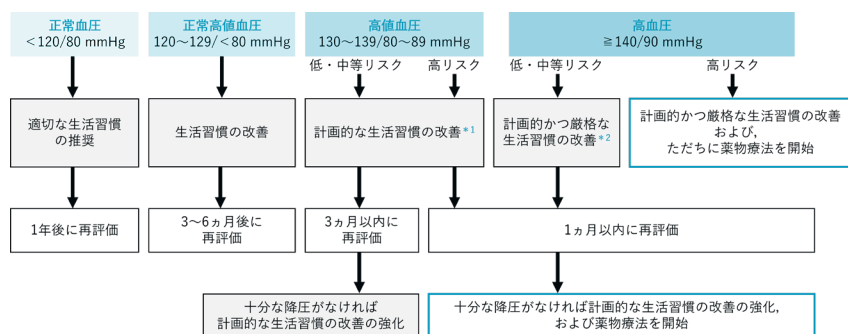 正常血圧
＜120/80 mmHg
正常高値血圧
120～129/＜80 mmHg
高値血圧
130～139/80～89 mmHg
高血圧
≧140/90 mmHg
低・中等リスク
高リスク
低・中等リスク
高リスク
適切な生活習慣
の推奨
生活習慣の改善
計画的な生活習慣の改善*1
計画的かつ厳格な
生活習慣の改善*2
計画的かつ厳格な生活習慣の改善
および,
ただちに薬物療法を開始
1年後に再評価
3～6ヵ月後に
再評価
3ヵ月以内に
再評価
1ヵ月以内に再評価
十分な降圧がなければ
計画的な生活習慣の改善の強化
十分な降圧がなければ計画的な生活習慣の改善の強化,
および薬物療法を開始